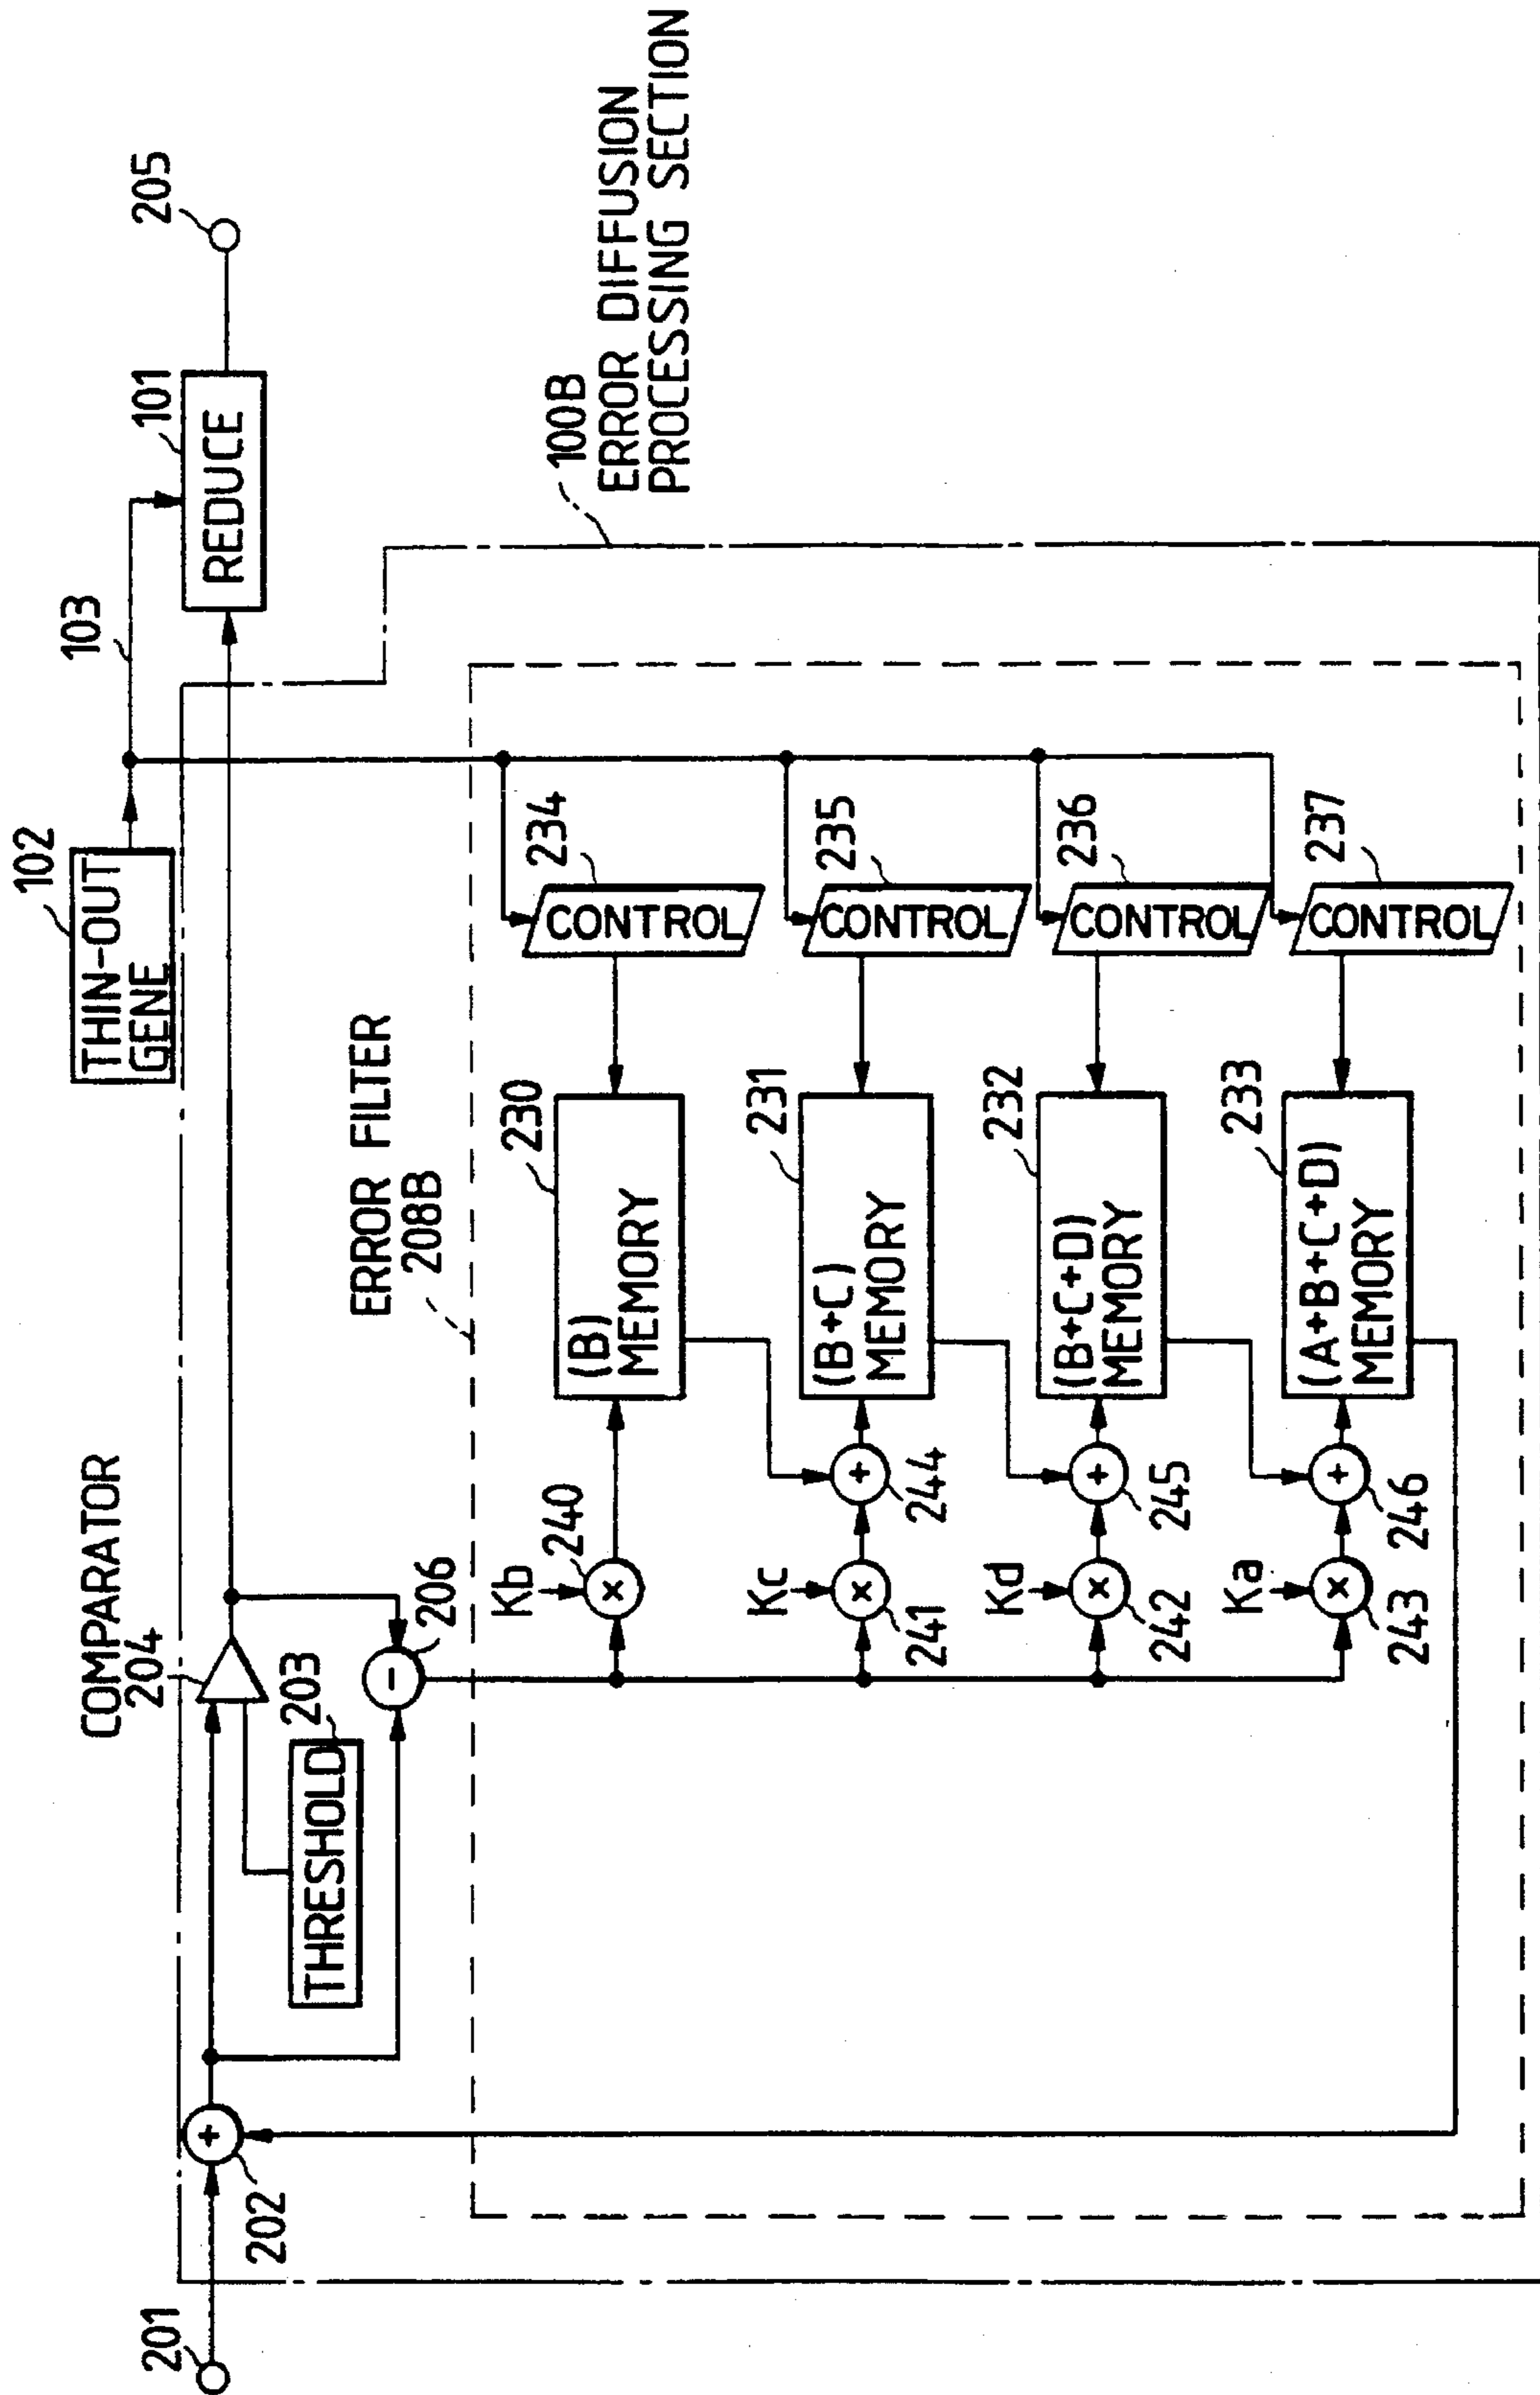 102
THIN-OUT
GENE
103
101
REDUCE
205
COMPARATOR
204
201
202
THRESHOLD
203
206
ERROR FILTER
208B
100B
ERROR DIFFUSION
PROCESSING SECTION
Kb
240
230
(B)
MEMORY
234
CONTROL
Kc
241
244
231
(B+C)
MEMORY
235
CONTROL
Kd
242
245
232
(B+C+D)
MEMORY
236
CONTROL
Ka
243
246
233
(A+B+C+D)
MEMORY
237
CONTROL